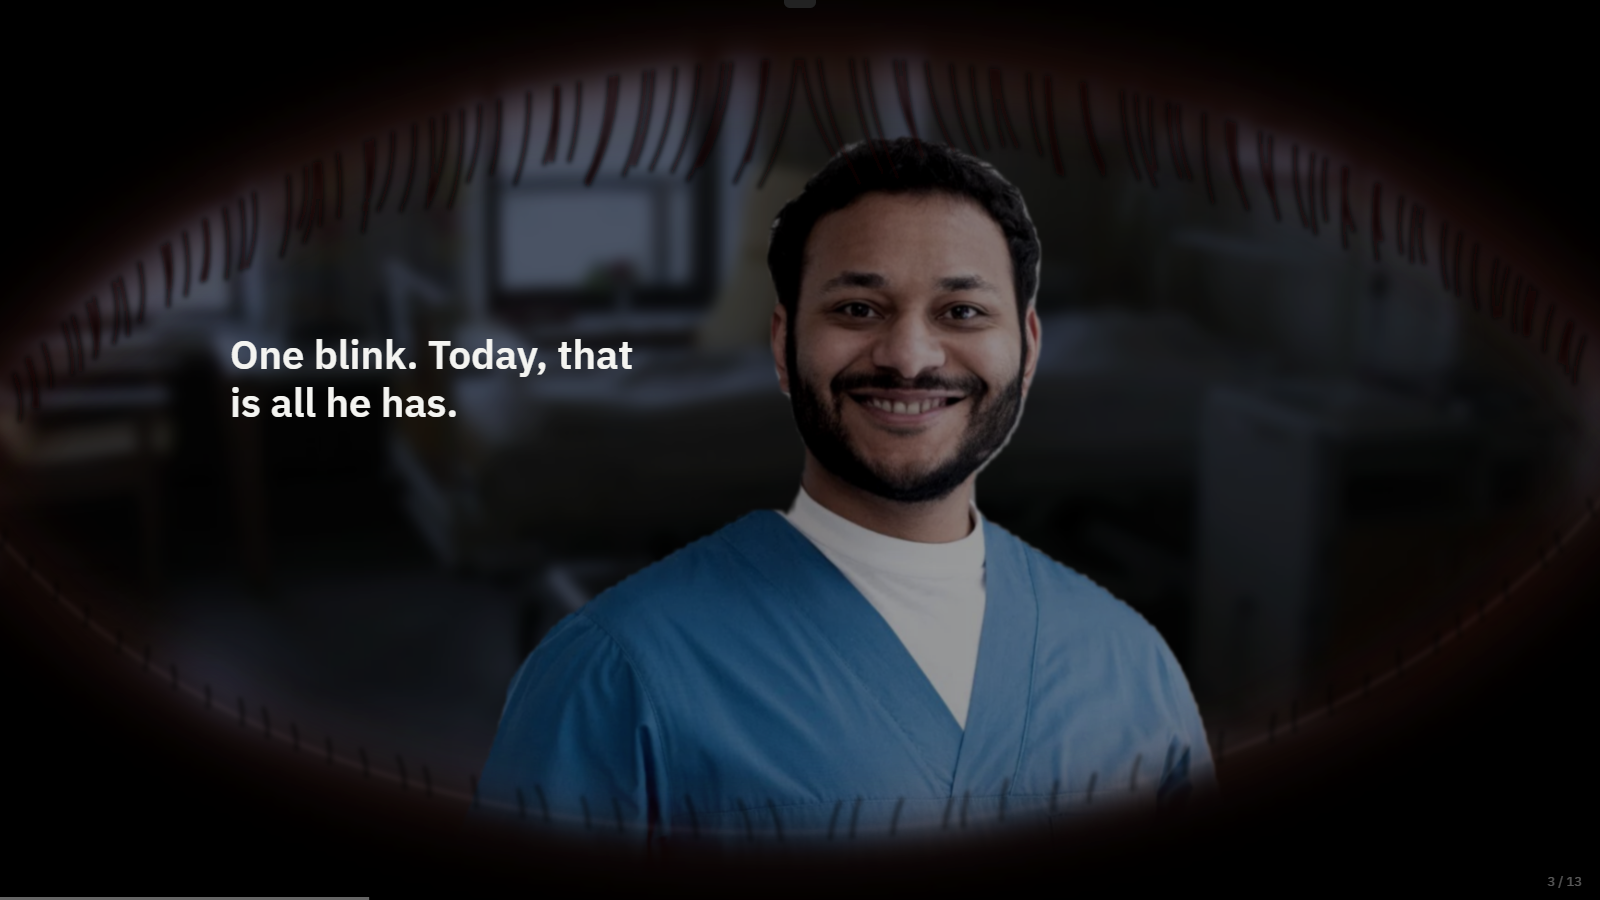 One blink. Today, that
is all he has.
3 / 13